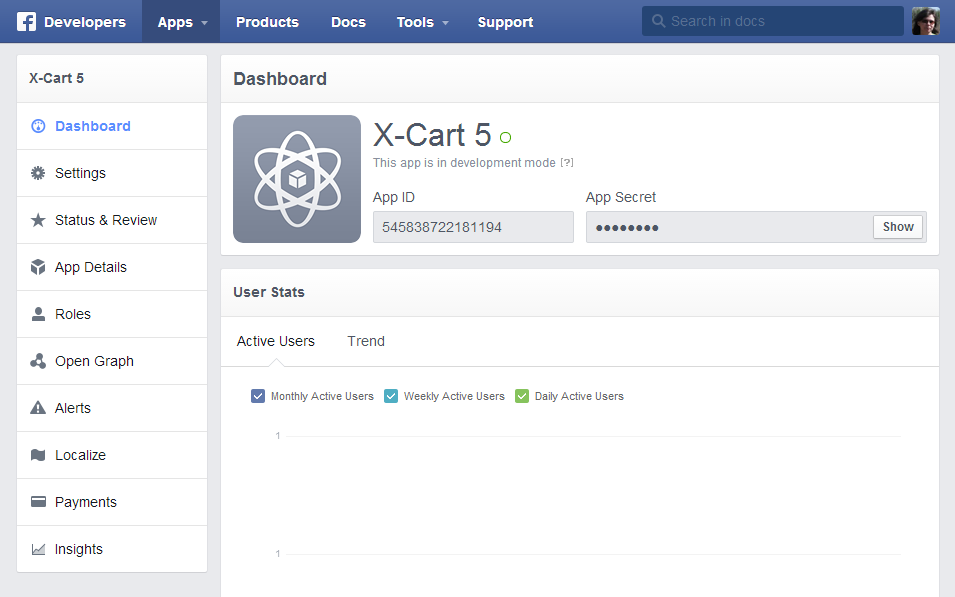 Developers Apps Products Docs Tools Support Search in docs
X-Cart 5
Dashboard
Settings
Status & Review
App Details
Roles
Open Graph
Alerts
Localize
Payments
Insights
Dashboard
X-Cart 5
This app is in development mode [?]
App ID App Secret
545838722181194 ●●●●●●●● Show
User Stats
Active Users Trend
Monthly Active Users Weekly Active Users Daily Active Users
1
1